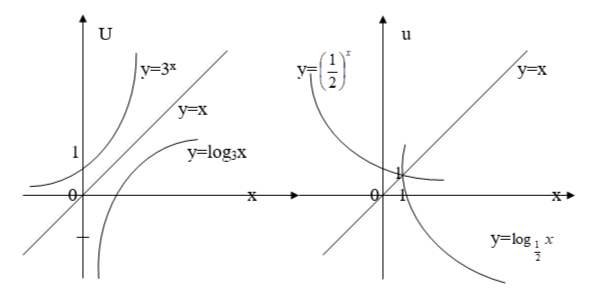 U
y=3ˣ
y=x
1
y=log₃x
0
x
u
y=(1/2)ˣ
y=x
1
0
1
x
y=log_{1/2} x